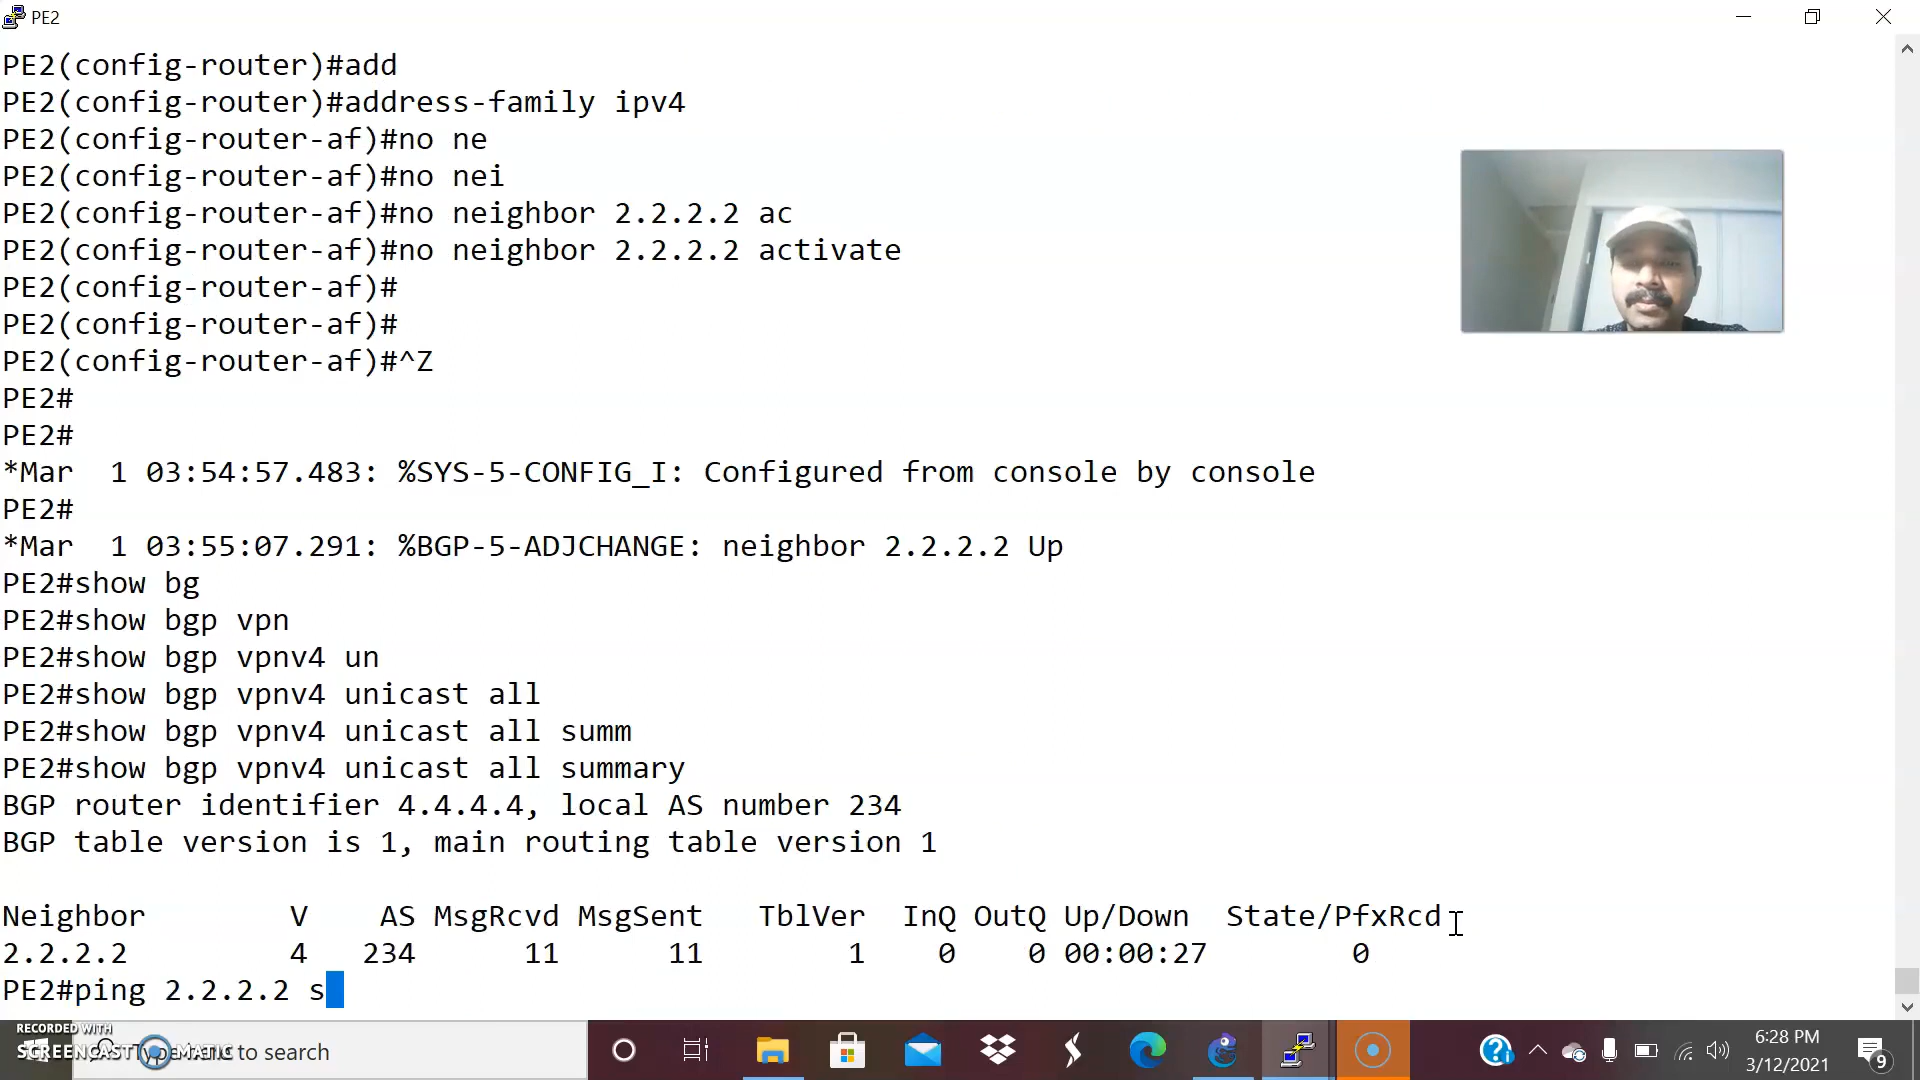 PE2
PE2(config-router)#add
PE2(config-router)#address-family ipv4
PE2(config-router-af)#no ne
PE2(config-router-af)#no nei
PE2(config-router-af)#no neighbor 2.2.2.2 ac
PE2(config-router-af)#no neighbor 2.2.2.2 activate
PE2(config-router-af)#
PE2(config-router-af)#
PE2(config-router-af)#^Z
PE2#
PE2#
*Mar  1 03:54:57.483: %SYS-5-CONFIG_I: Configured from console by console
PE2#
*Mar  1 03:55:07.291: %BGP-5-ADJCHANGE: neighbor 2.2.2.2 Up
PE2#show bg
PE2#show bgp vpn
PE2#show bgp vpnv4 un
PE2#show bgp vpnv4 unicast all
PE2#show bgp vpnv4 unicast all summ
PE2#show bgp vpnv4 unicast all summary
BGP router identifier 4.4.4.4, local AS number 234
BGP table version is 1, main routing table version 1
Neighbor        V    AS MsgRcvd MsgSent   TblVer  InQ OutQ Up/Down  State/PfxRcd
2.2.2.2         4   234      11      11        1    0    0 00:00:27        0
PE2#ping 2.2.2.2 s
RECORDED WITH
SCREENCAST MATIC
to search
6:28 PM
3/12/2021
9